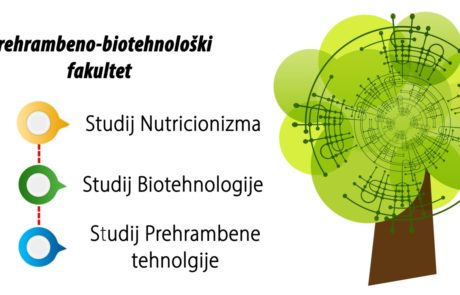 rehrambeno-biotehnološki
fakultet
Studij Nutricionizma
Studij Biotehnologije
Studij Prehrambene
tehnolgije